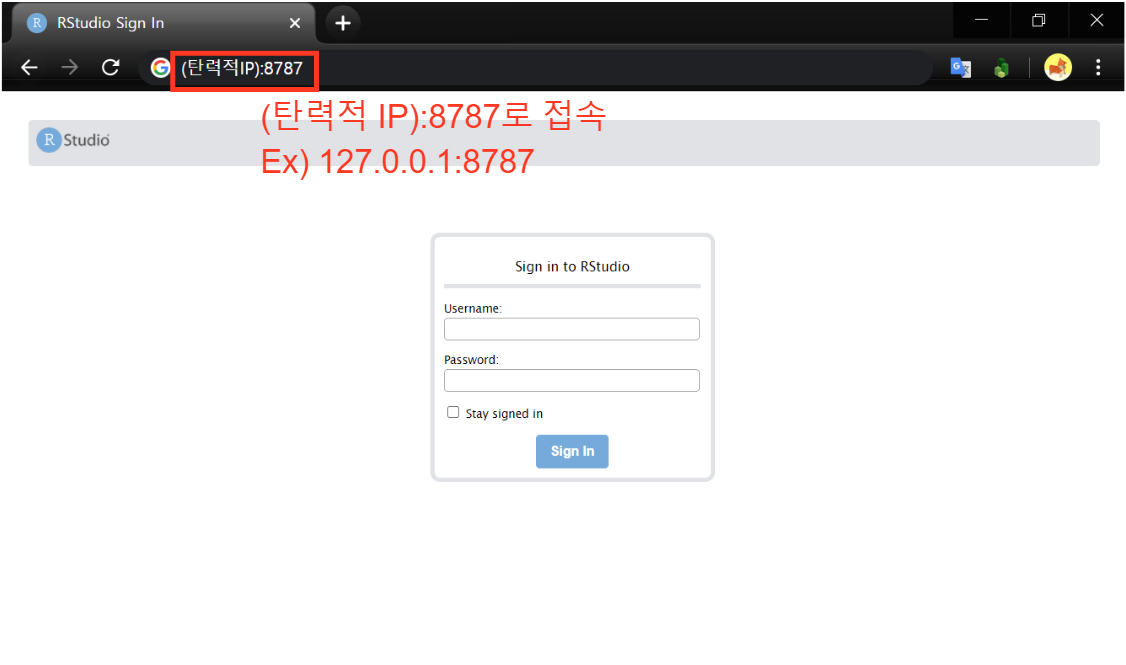 RStudio Sign In
(탄력적IP):8787
(탄력적 IP):8787로 접속
R Studio
Ex) 127.0.0.1:8787
Sign in to RStudio
Username:
Password:
Stay signed in
Sign In